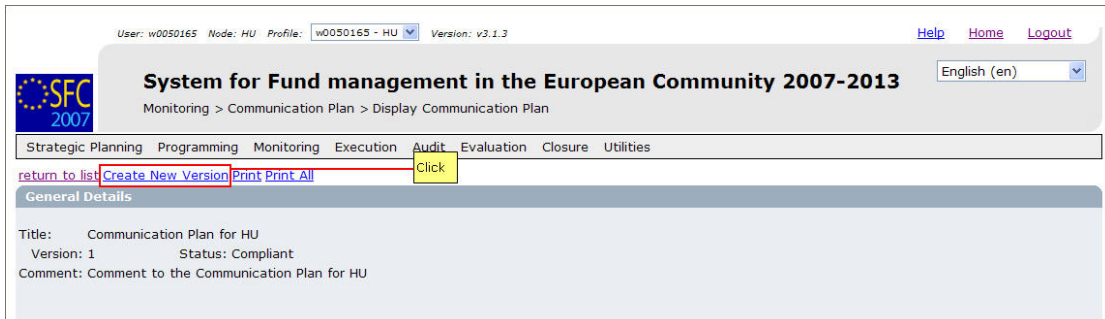 User: w0050165 Node: HU Profile: w0050165 - HU Version: v3.1.3 Help Home Logout
English (en)
System for Fund management in the European Community 2007-2013
SFC
2007
Monitoring > Communication Plan > Display Communication Plan
Strategic Planning Programming Monitoring Execution Audit Evaluation Closure Utilities
return to list Create New Version Print Print All
Click
General Details
Title: Communication Plan for HU
Version: 1 Status: Compliant
Comment: Comment to the Communication Plan for HU